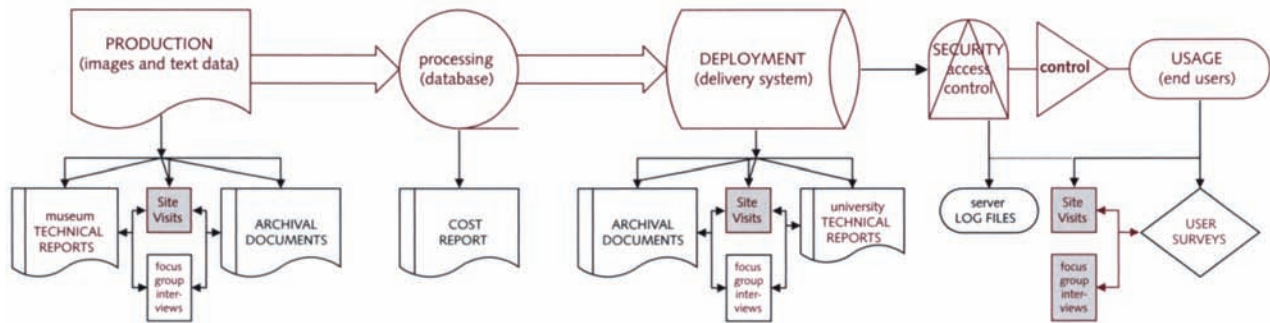 PRODUCTION
(images and text data)
processing
(database)
DEPLOYMENT
(delivery system)
SECURITY
access
control
control
USAGE
(end users)
museum
TECHNICAL
REPORTS
Site
Visits
ARCHIVAL
DOCUMENTS
focus
group
inter-
views
COST
REPORT
ARCHIVAL
DOCUMENTS
Site
Visits
university
TECHNICAL
REPORTS
focus
group
inter-
views
server
LOG FILES
Site
Visits
USER
SURVEYS
focus
group
inter-
views